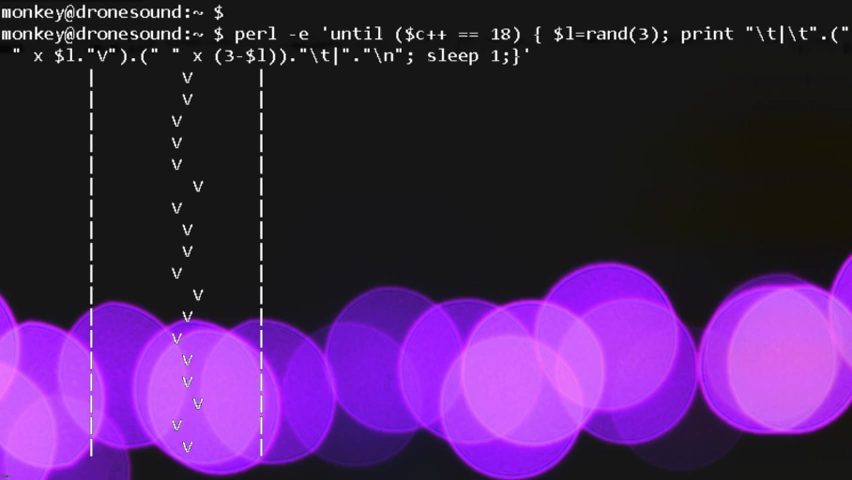 monkey@dronesound:~ $
monkey@dronesound:~ $ perl -e 'until ($c++ == 18) { $l=rand(3); print "\t|\t".("
 " x $l."v").(" " x (3-$l))."\t|"."\n"; sleep 1;}'
        |        v       |
        |        v       |
        |       v        |
        |       v        |
        |       v        |
        |         v      |
        |       v        |
        |        v       |
        |        v       |
        |       v        |
        |         v      |
        |        v       |
        |       v        |
        |        v       |
        |        v       |
        |         v      |
        |       v        |
        |        v       |